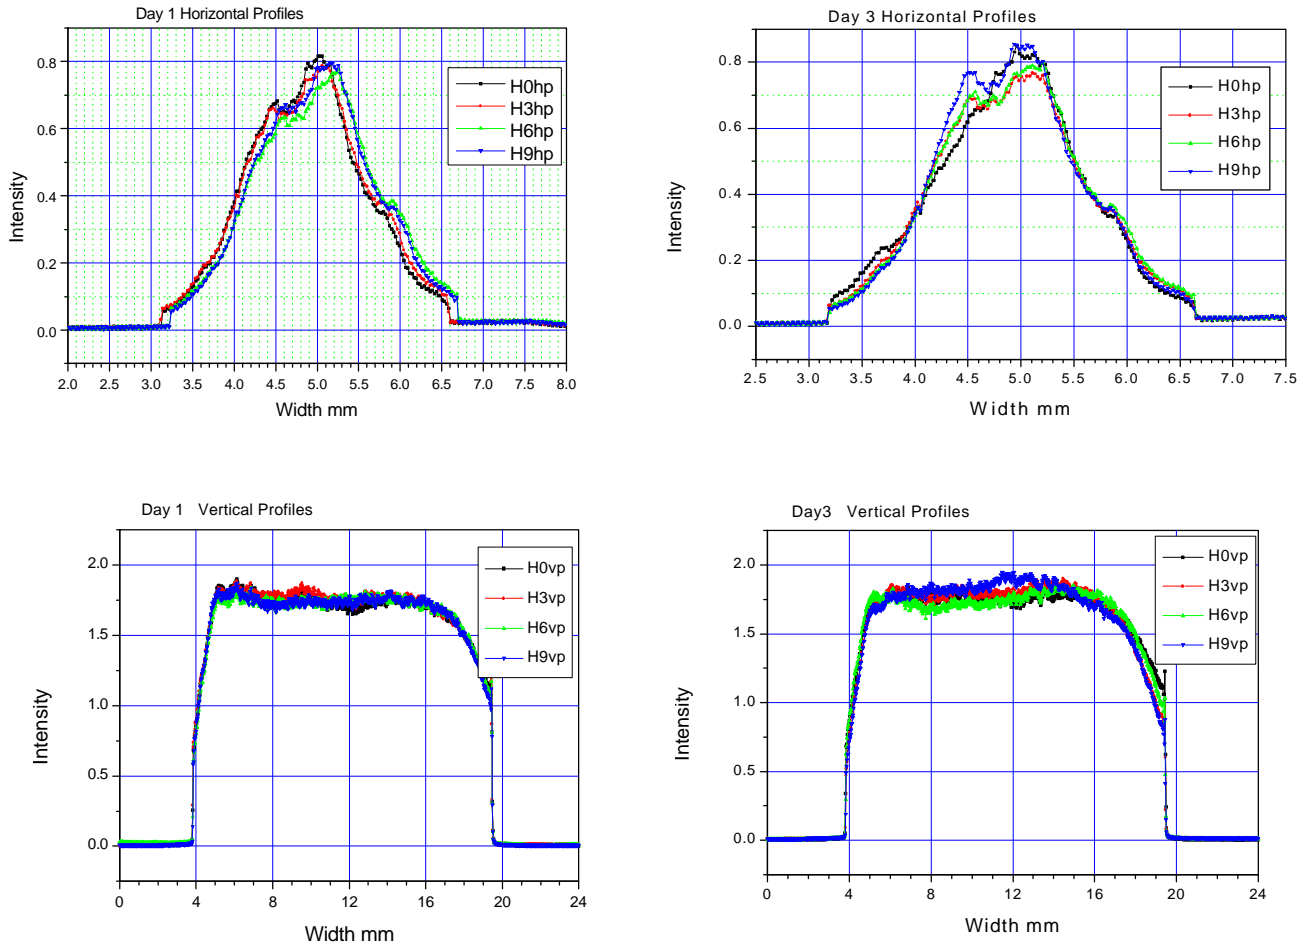 Day 1 Horizontal Profiles
0.8
0.6
0.4
0.2
0.0
Intensity
H0hp
H3hp
H6hp
H9hp
2.0 2.5 3.0 3.5 4.0 4.5 5.0 5.5 6.0 6.5 7.0 7.5 8.0
Width mm
Day 3 Horizontal Profiles
0.8
0.6
0.4
0.2
0.0
Intensity
H0hp
H3hp
H6hp
H9hp
2.5 3.0 3.5 4.0 4.5 5.0 5.5 6.0 6.5 7.0 7.5
Width mm
Day 1 Vertical Profiles
2.0
1.5
1.0
0.5
0.0
Intensity
H0vp
H3vp
H6vp
H9vp
0 4 8 12 16 20 24
Width mm
Day3 Vertical Profiles
2.0
1.5
1.0
0.5
0.0
Intensity
H0vp
H3vp
H6vp
H9vp
0 4 8 12 16 20 24
Width mm